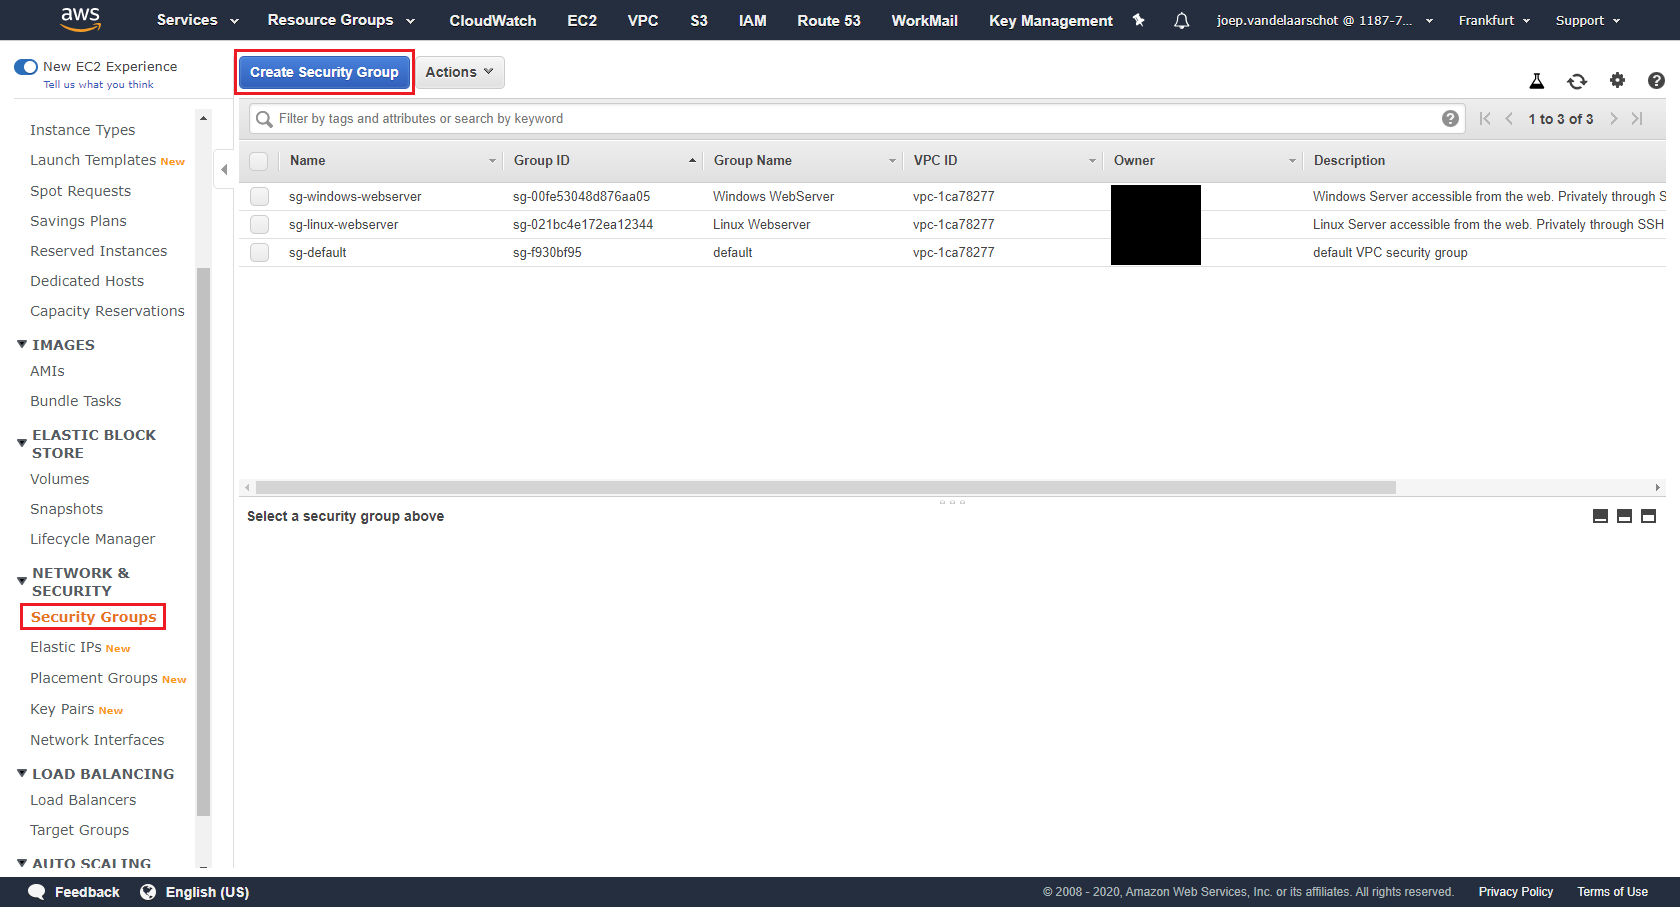 aws Services Resource Groups CloudWatch EC2 VPC S3 IAM Route 53 WorkMail Key Management joep.vandelaarschot @ 1187-7... Frankfurt Support
New EC2 Experience
Tell us what you think
Instance Types
Launch Templates New
Spot Requests
Savings Plans
Reserved Instances
Dedicated Hosts
Capacity Reservations
IMAGES
AMIs
Bundle Tasks
ELASTIC BLOCK
STORE
Volumes
Snapshots
Lifecycle Manager
NETWORK &
SECURITY
Security Groups
Elastic IPs New
Placement Groups New
Key Pairs New
Network Interfaces
LOAD BALANCING
Load Balancers
Target Groups
AUTO SCALING
Create Security Group Actions
Filter by tags and attributes or search by keyword ? 1 to 3 of 3
Name Group ID Group Name VPC ID Owner Description
sg-windows-webserver sg-00fe53048d876aa05 Windows WebServer vpc-1ca78277 Windows Server accessible from the web. Privately through S
sg-linux-webserver sg-021bc4e172ea12344 Linux Webserver vpc-1ca78277 Linux Server accessible from the web. Privately through SSH
sg-default sg-f930bf95 default vpc-1ca78277 default VPC security group
Select a security group above
Feedback English (US) © 2008 - 2020, Amazon Web Services, Inc. or its affiliates. All rights reserved. Privacy Policy Terms of Use